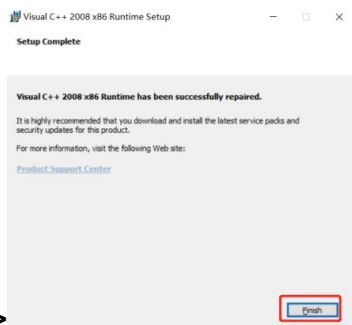 Visual C++ 2008 x86 Runtime Setup
Setup Complete
Visual C++ 2008 x86 Runtime has been successfully repaired.
It is highly recommended that you download and install the latest service packs and
security updates for this product.
For more information, visit the following Web site:
Product Support Center
Finish
>